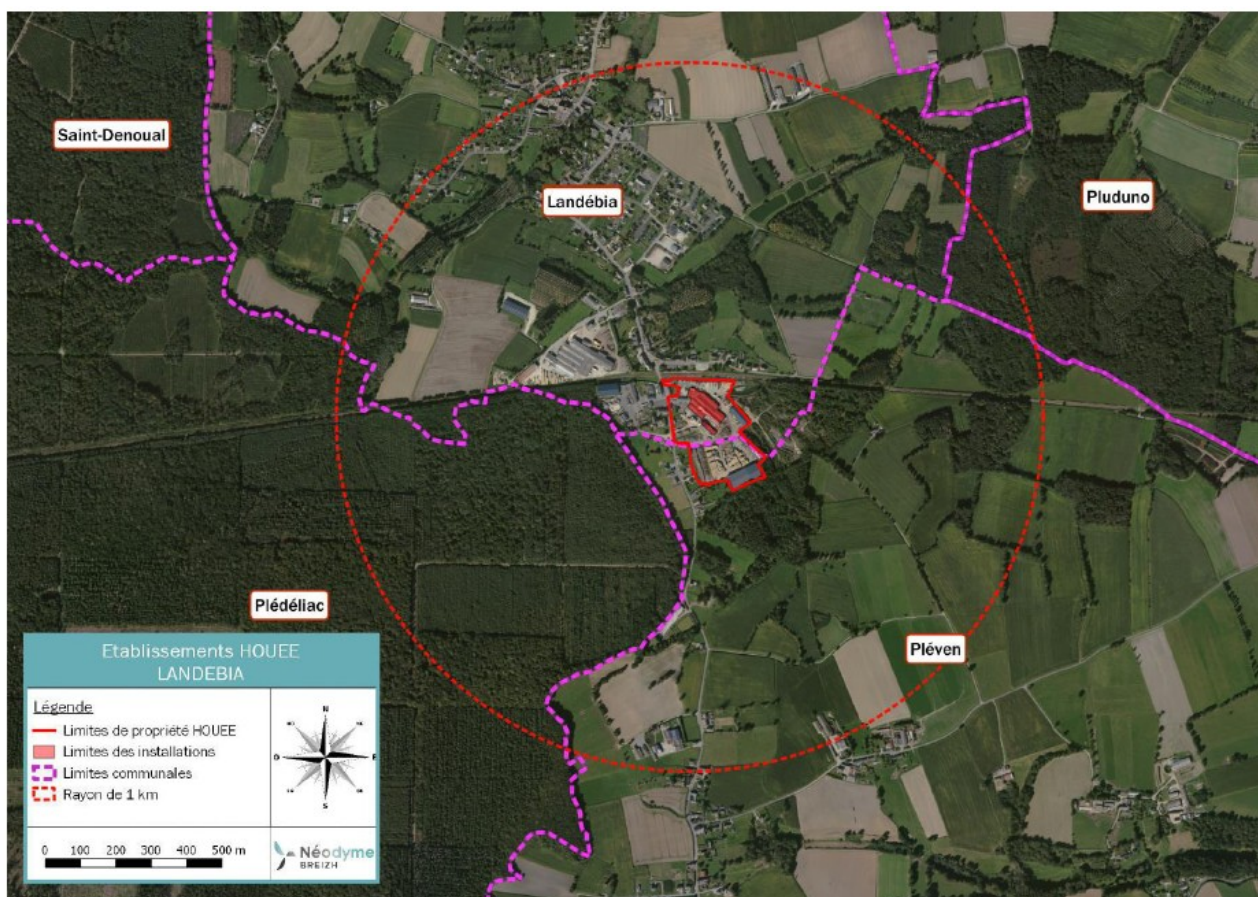 Saint-Denoual
Landébia
Pluduno
Plédéliac
Pléven
Etablissements HOUEE
LANDEBIA
Légende
Limites de propriété HOUEE
Limites des installations
Limites communales
Rayon de 1 km
N
O
E
S
0 100 200 300 400 500 m
Néodyme
BREIZH